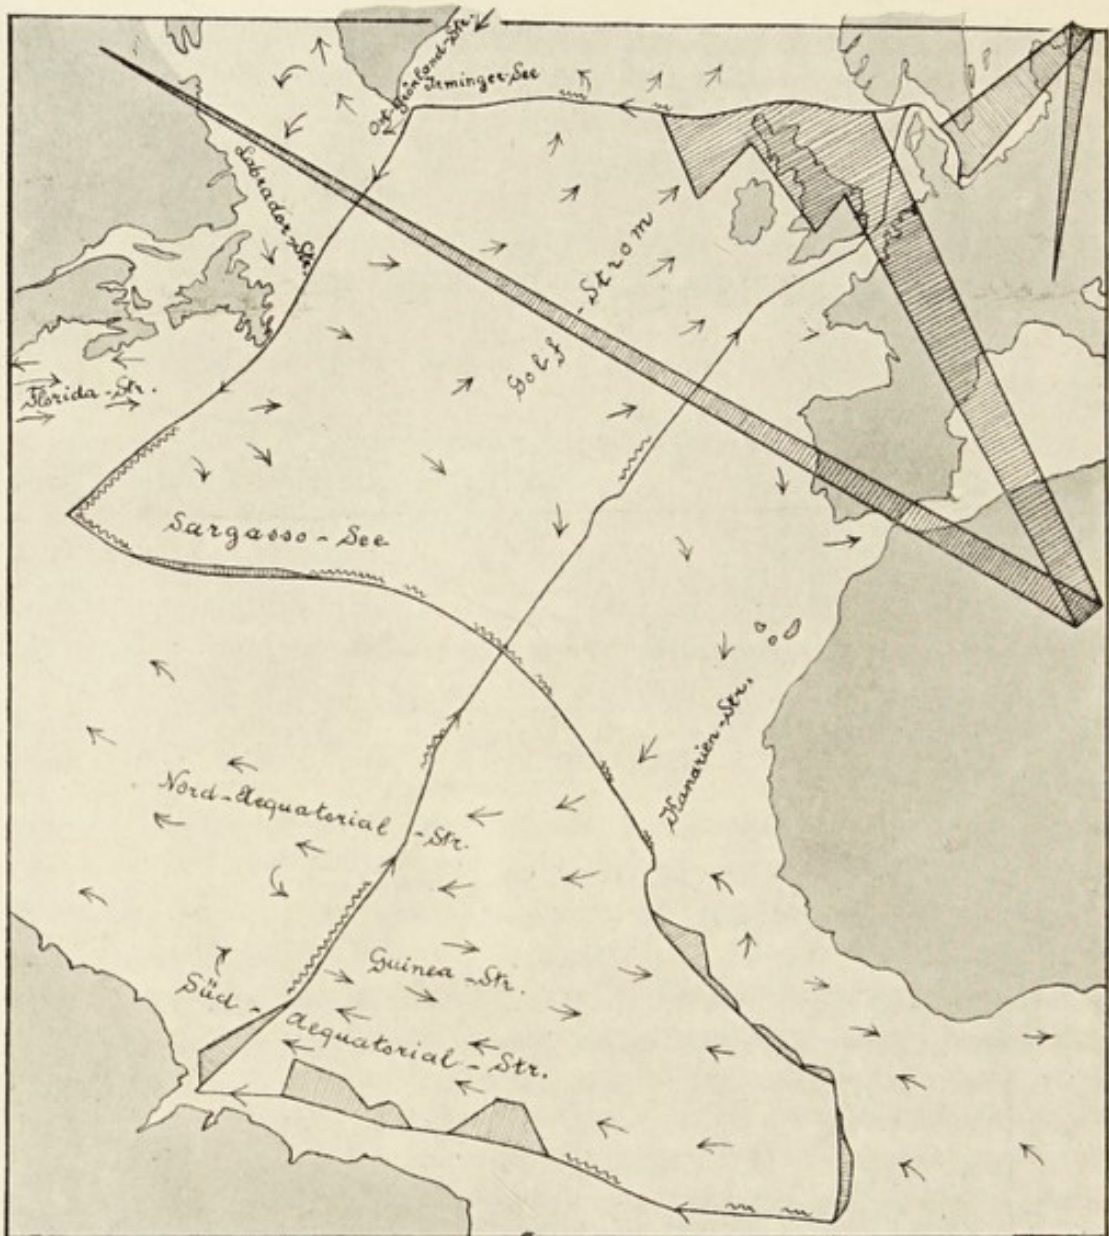 Ost-Grönland-Str.
Irminger-See
Labrador-Str.
Golf-Strom
Florida-Str.
Sargasso-See
Kanarien-Str.
Nord-Aequatorial-Str.
Guinea-Str.
Süd-Aequatorial-Str.